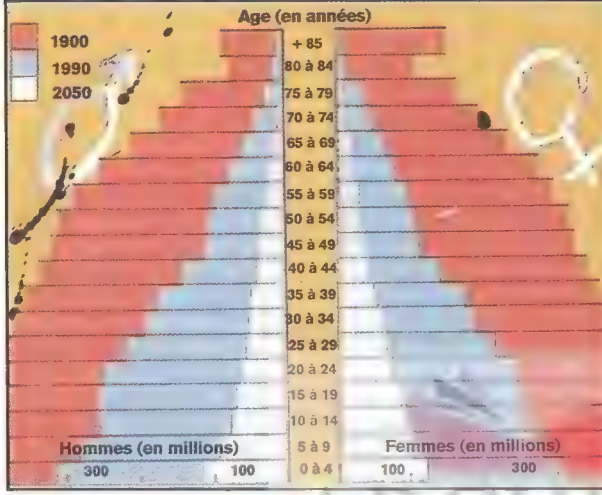 Age (en années)
1900
1990
2050
+ 85
80 à 84
75 à 79
70 à 74
65 à 69
60 à 64
55 à 59
50 à 54
45 à 49
40 à 44
35 à 39
30 à 34
25 à 29
20 à 24
15 à 19
10 à 14
5 à 9
0 à 4
Hommes (en millions)
Femmes (en millions)
300 100 100 300